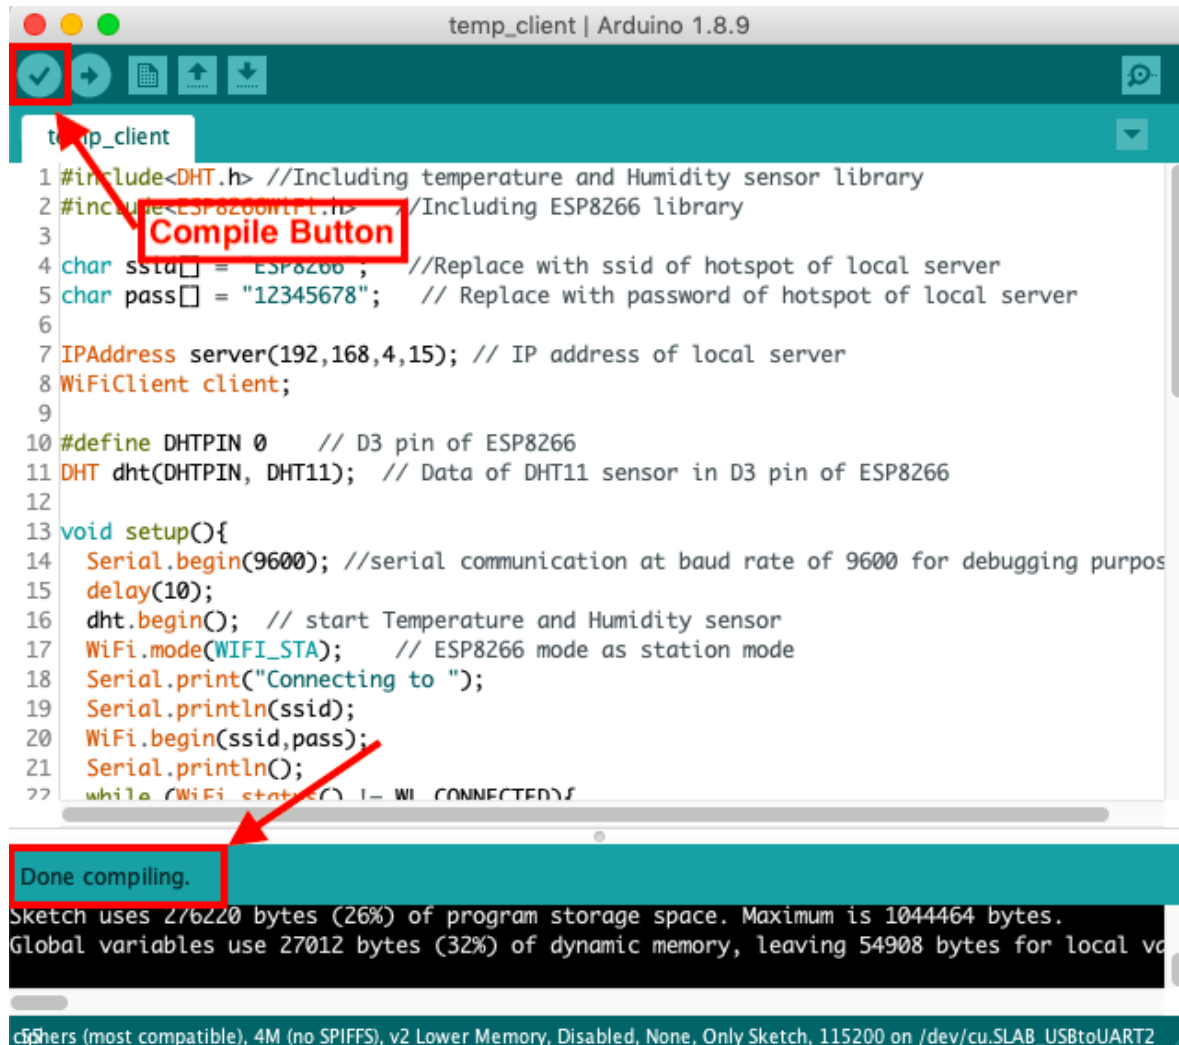 temp_client | Arduino 1.8.9
temp_client
1 #include<DHT.h> //Including temperature and Humidity sensor library
2 #include<ESP8266WiFi.h> //Including ESP8266 library
Compile Button
3
4 char ssid[] = "ESP8266"; //Replace with ssid of hotspot of local server
5 char pass[] = "12345678"; // Replace with password of hotspot of local server
6
7 IPAddress server(192,168,4,15); // IP address of local server
8 WiFiClient client;
9
10 #define DHTPIN 0 // D3 pin of ESP8266
11 DHT dht(DHTPIN, DHT11); // Data of DHT11 sensor in D3 pin of ESP8266
12
13 void setup(){
14 Serial.begin(9600); //serial communication at baud rate of 9600 for debugging purpos
15 delay(10);
16 dht.begin(); // start Temperature and Humidity sensor
17 WiFi.mode(WIFI_STA); // ESP8266 mode as station mode
18 Serial.print("Connecting to ");
19 Serial.println(ssid);
20 WiFi.begin(ssid,pass);
21 Serial.println();
22 while (WiFi.status() != WL_CONNECTED){
Done compiling.
Sketch uses 276220 bytes (26%) of program storage space. Maximum is 1044464 bytes.
Global variables use 27012 bytes (32%) of dynamic memory, leaving 54908 bytes for local va
(most compatible), 4M (no SPIFFS), v2 Lower Memory, Disabled, None, Only Sketch, 115200 on /dev/cu.SLAB_USBtoUART2